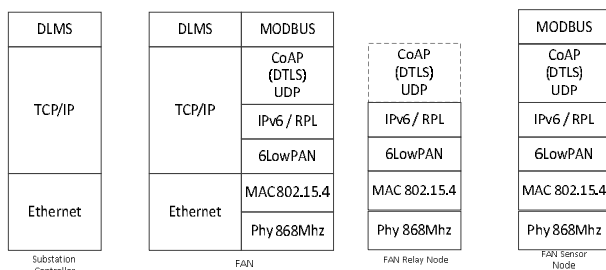 DLMS
TCP/IP
Ethernet
Substation
Controller
DLMS
TCP/IP
Ethernet
MODBUS
CoAP
(DTLS)
UDP
IPv6 / RPL
6LowPAN
MAC 802.15.4
Phy 868Mhz
FAN
CoAP
(DTLS)
UDP
IPv6 / RPL
6LowPAN
MAC 802.15.4
Phy 868Mhz
FAN Relay Node
MODBUS
CoAP
(DTLS)
UDP
IPv6 / RPL
6LowPAN
MAC 802.15.4
Phy 868Mhz
FAN Sensor
Node